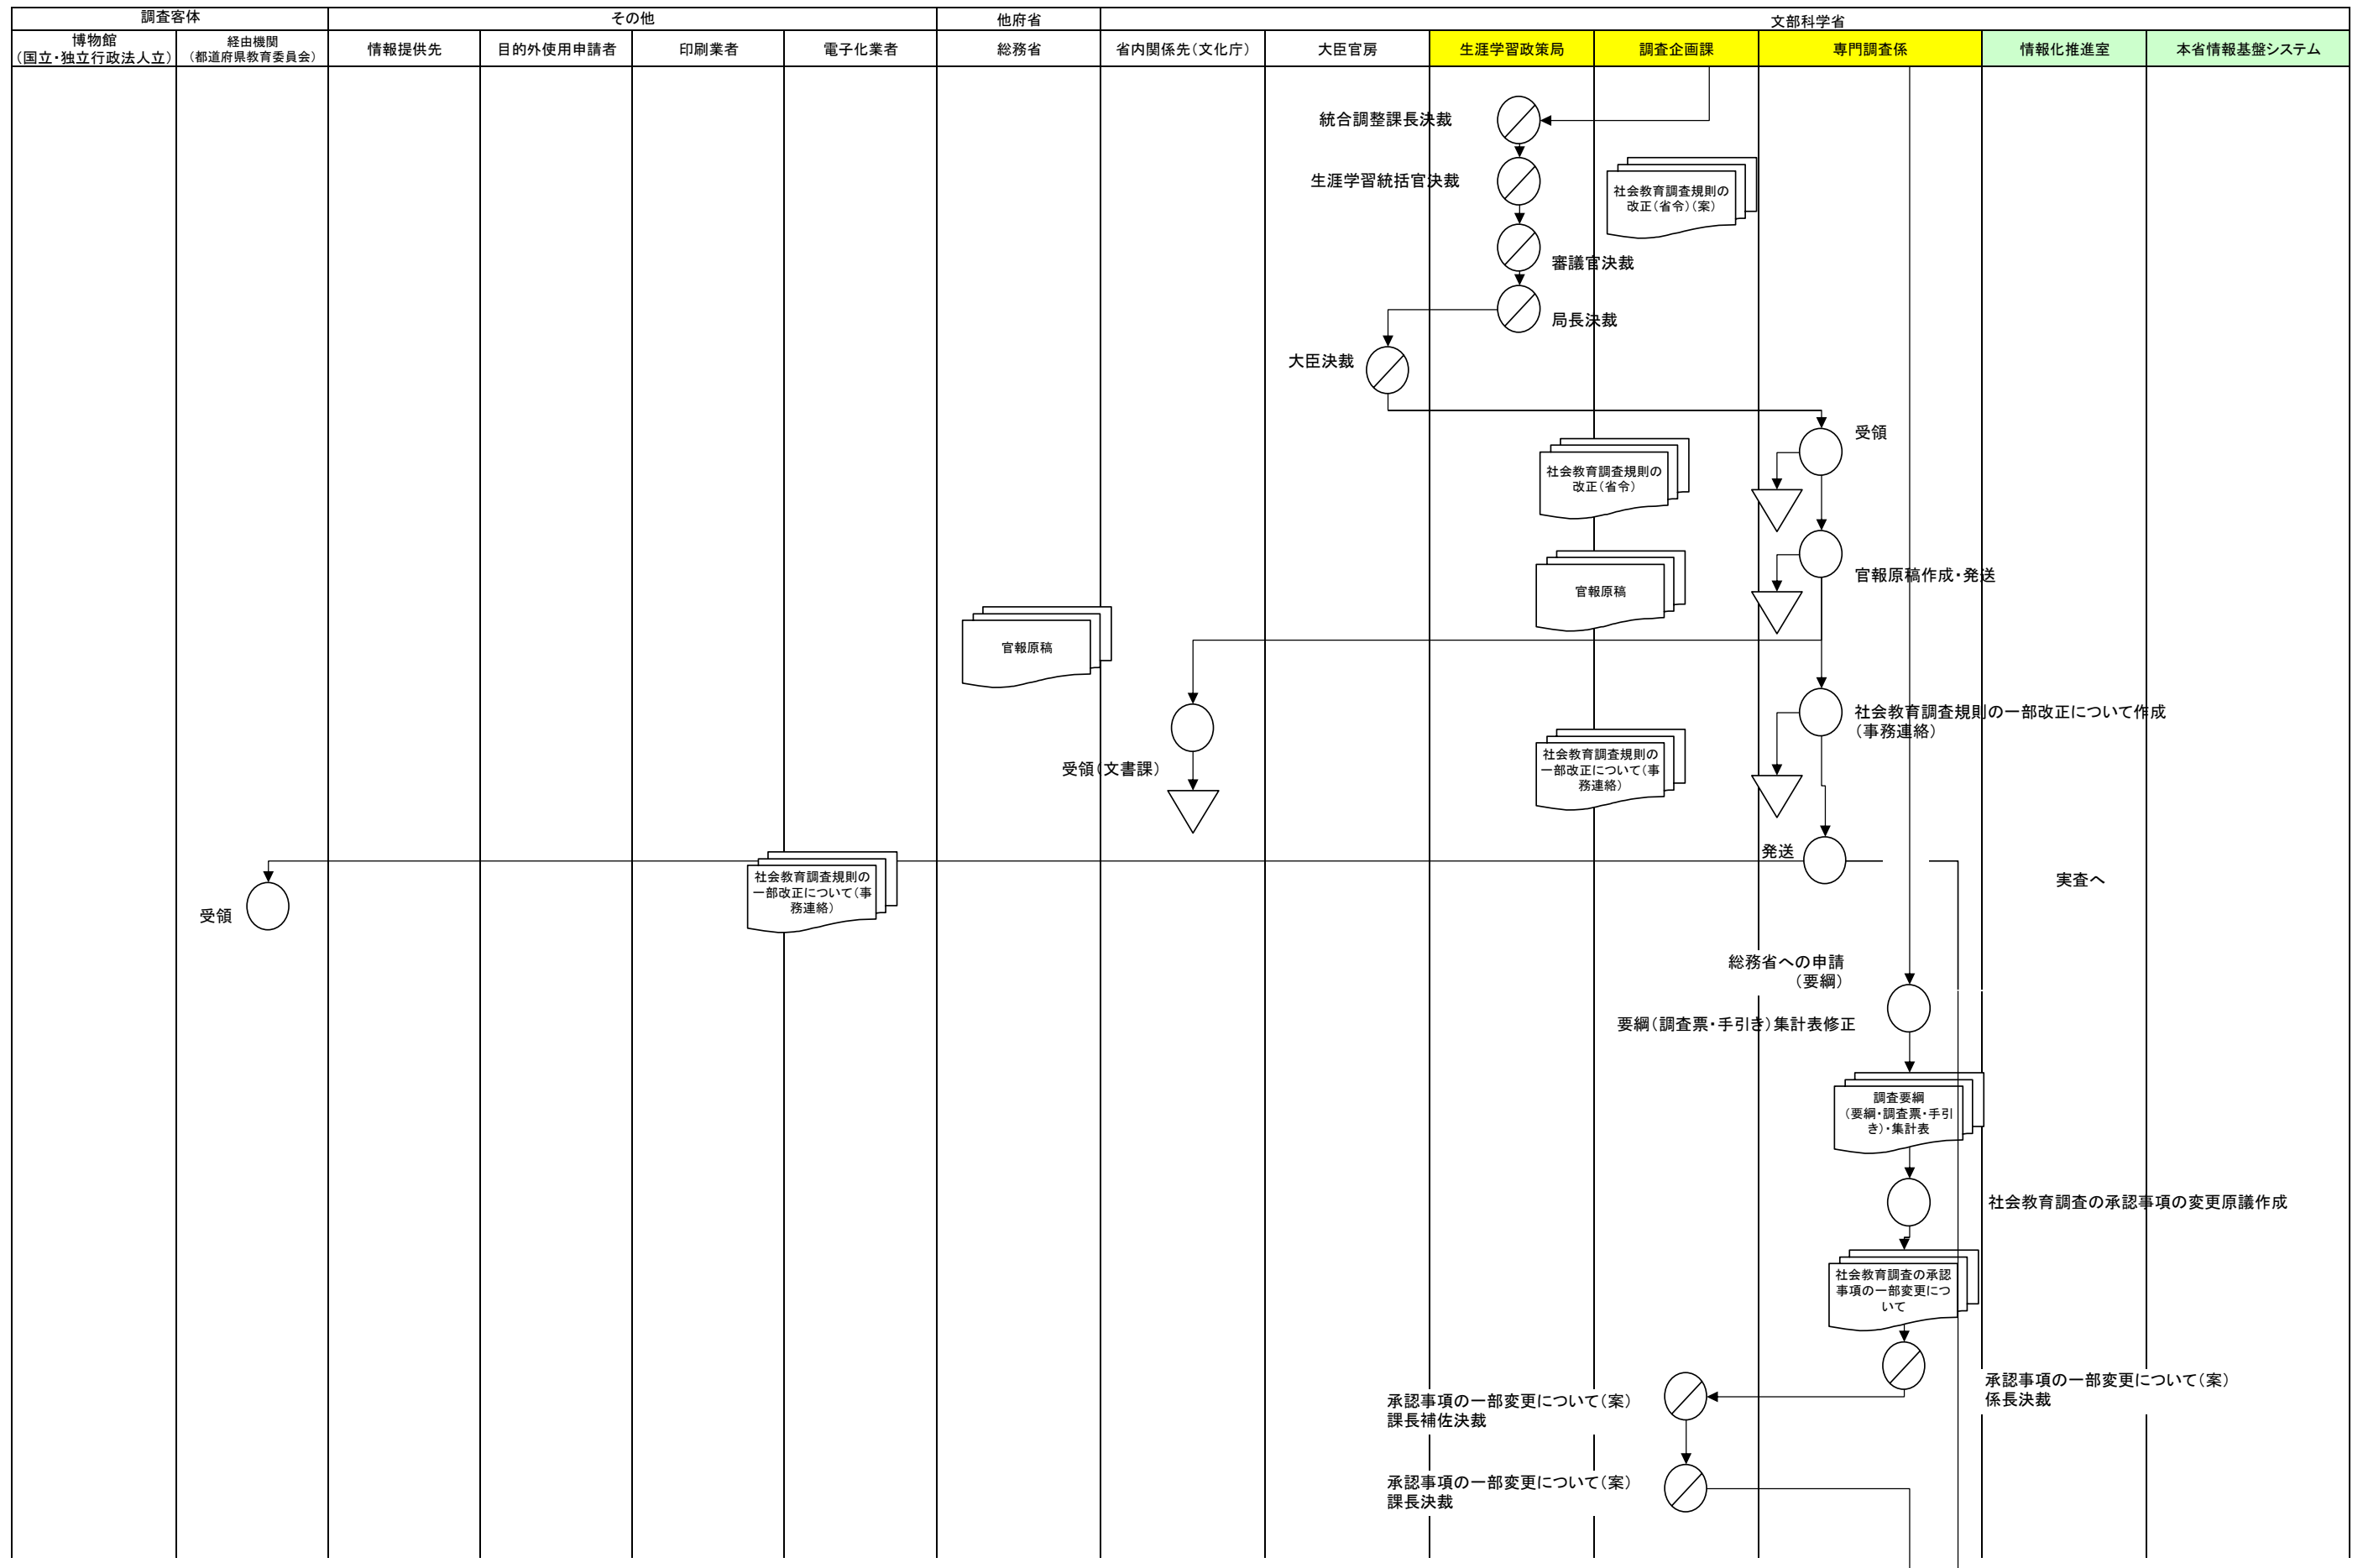 調査客体
その他
他府省
文部科学省
博物館
（国立・独立行政法人立）
経由機関
（都道府県教育委員会）
情報提供先
目的外使用申請者
印刷業者
電子化業者
総務省
省内関係先（文化庁）
大臣官房
生涯学習政策局
調査企画課
専門調査係
情報化推進室
本省情報基盤システム
統合調整課長決裁
生涯学習統括官決裁
社会教育調査規則の
改正（省令）（案）
審議官決裁
局長決裁
大臣決裁
受領
社会教育調査規則の
改正（省令）
官報原稿作成・発送
官報原稿
官報原稿
社会教育調査規則の一部改正について作成
（事務連絡）
社会教育調査規則の
一部改正について（事
務連絡）
受領（文書課）
発送
社会教育調査規則の
一部改正について（事
務連絡）
実査へ
受領
総務省への申請
（要綱）
要綱（調査票・手引き）集計表修正
調査要綱
（要綱・調査票・手引
き）・集計表
社会教育調査の承認事項の変更原議作成
社会教育調査の承認
事項の一部変更につ
いて
承認事項の一部変更について（案）
係長決裁
承認事項の一部変更について（案）
課長補佐決裁
承認事項の一部変更について（案）
課長決裁